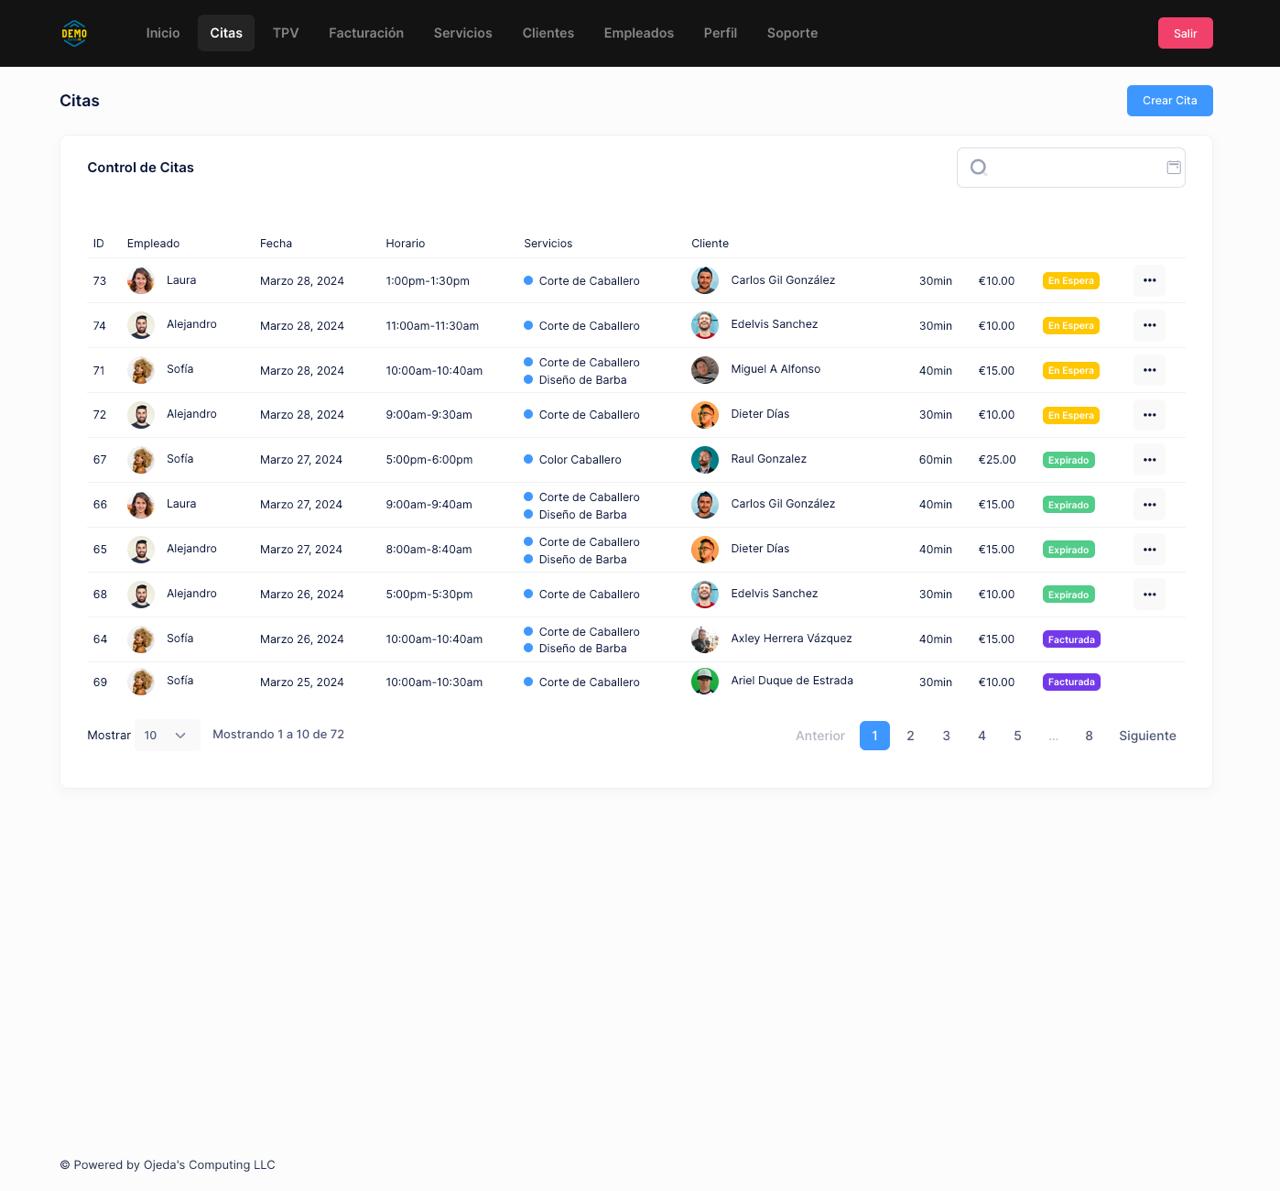 DEMO
Inicio Citas TPV Facturación Servicios Clientes Empleados Perfil Soporte Salir
Citas Crear Cita
Control de Citas
ID Empleado Fecha Horario Servicios Cliente
73 Laura Marzo 28, 2024 1:00pm-1:30pm Corte de Caballero Carlos Gil González 30min €10.00 En Espera
74 Alejandro Marzo 28, 2024 11:00am-11:30am Corte de Caballero Edelvis Sanchez 30min €10.00 En Espera
71 Sofía Marzo 28, 2024 10:00am-10:40am Corte de Caballero Miguel A Alfonso 40min €15.00 En Espera
Diseño de Barba
72 Alejandro Marzo 28, 2024 9:00am-9:30am Corte de Caballero Dieter Días 30min €10.00 En Espera
67 Sofía Marzo 27, 2024 5:00pm-6:00pm Color Caballero Raul Gonzalez 60min €25.00 Expirado
66 Laura Marzo 27, 2024 9:00am-9:40am Corte de Caballero Carlos Gil González 40min €15.00 Expirado
Diseño de Barba
65 Alejandro Marzo 27, 2024 8:00am-8:40am Corte de Caballero Dieter Días 40min €15.00 Expirado
Diseño de Barba
68 Alejandro Marzo 26, 2024 5:00pm-5:30pm Corte de Caballero Edelvis Sanchez 30min €10.00 Expirado
64 Sofía Marzo 26, 2024 10:00am-10:40am Corte de Caballero Axley Herrera Vázquez 40min €15.00 Facturada
Diseño de Barba
69 Sofía Marzo 25, 2024 10:00am-10:30am Corte de Caballero Ariel Duque de Estrada 30min €10.00 Facturada
Mostrar 10 Mostrando 1 a 10 de 72 Anterior 1 2 3 4 5 ... 8 Siguiente
© Powered by Ojeda's Computing LLC